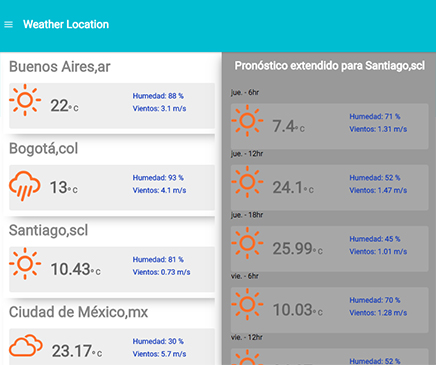 Weather Location
Buenos Aires,ar
22° C
Humedad: 88 %
Vientos: 3.1 m/s
Bogotá,col
13° C
Humedad: 93 %
Vientos: 4.1 m/s
Santiago,scl
10.43° C
Humedad: 81 %
Vientos: 0.73 m/s
Ciudad de México,mx
23.17° C
Humedad: 30 %
Vientos: 5.7 m/s
Pronóstico extendido para Santiago,scl
jue. - 6hr
7.4° C
Humedad: 71 %
Vientos: 1.31 m/s
jue. - 12hr
24.1° C
Humedad: 52 %
Vientos: 1.47 m/s
jue. - 18hr
25.99° C
Humedad: 45 %
Vientos: 1.01 m/s
vie. - 6hr
10.03° C
Humedad: 70 %
Vientos: 1.28 m/s
vie. - 12hr
Humedad: 52 %